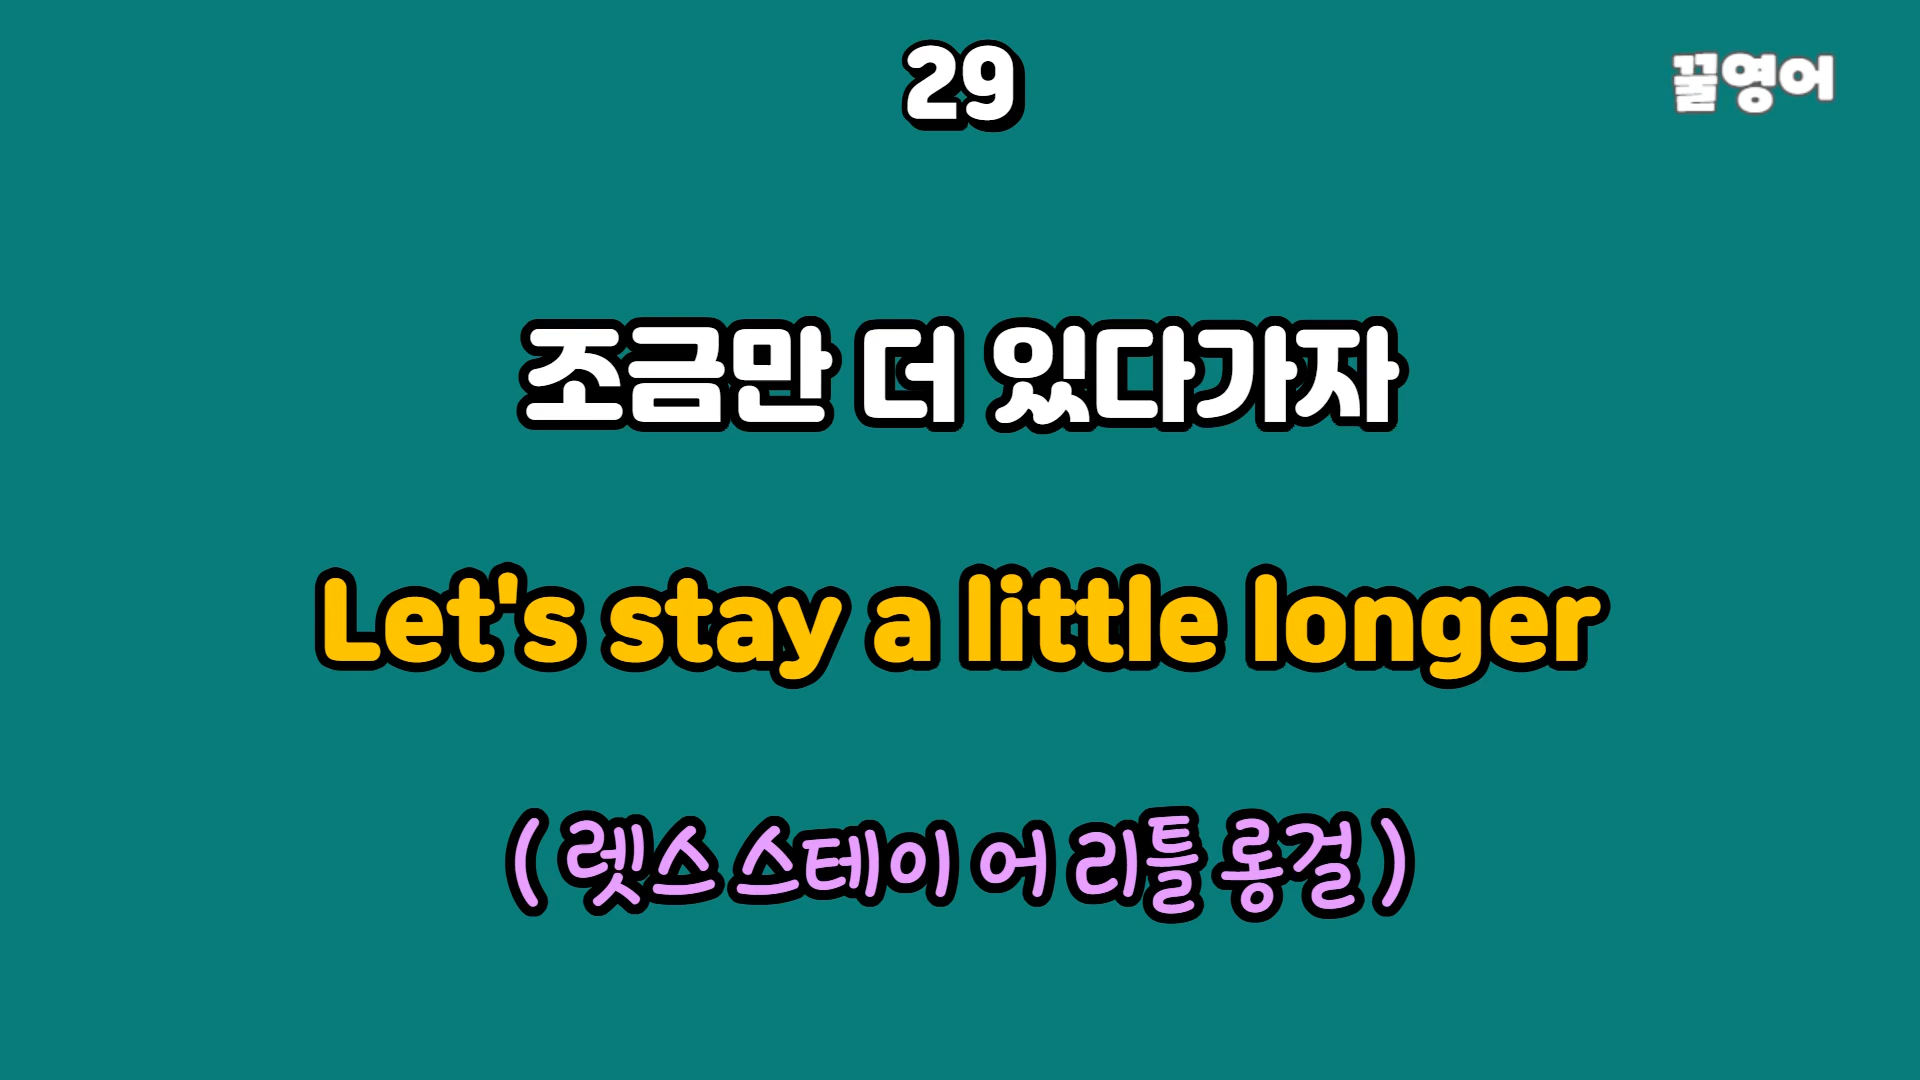 29
꿀영어
조금만 더 있다가자
Let's stay a little longer
( 렛스 스테이 어 리틀 롱걸 )